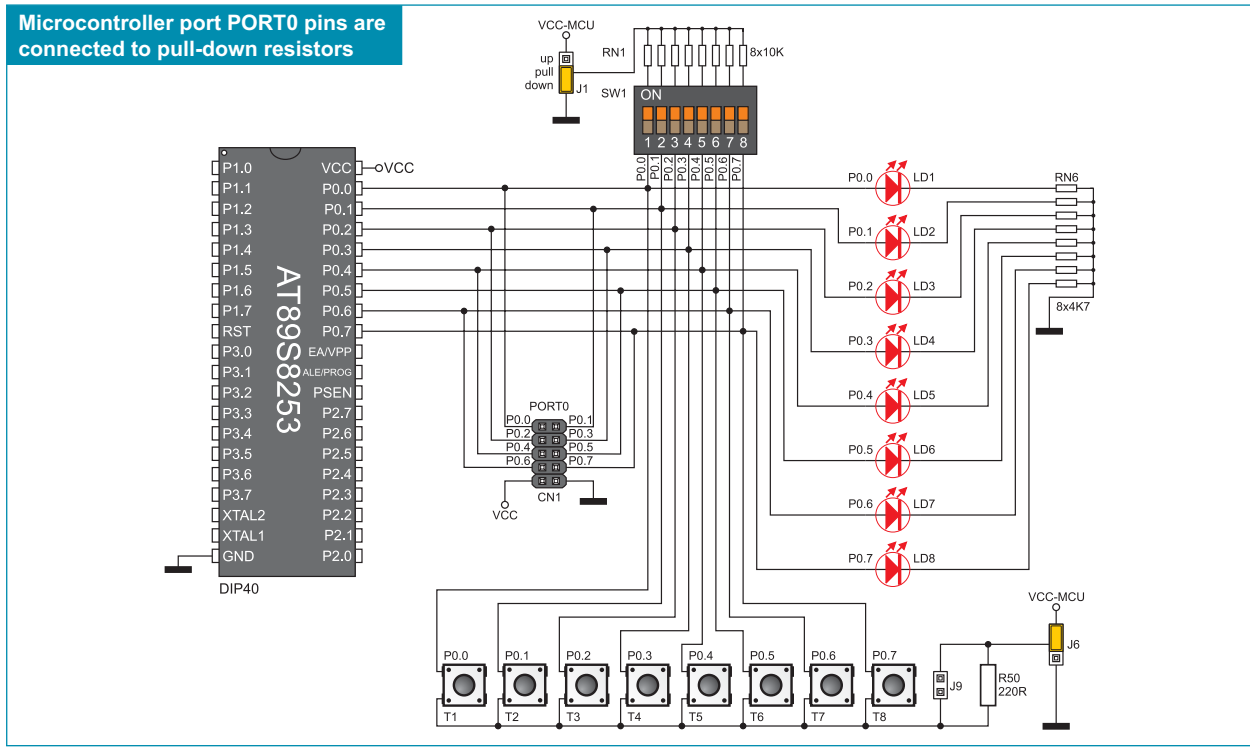 Microcontroller port PORT0 pins are
connected to pull-down resistors
VCC-MCU
up
pull
down
J1
RN1
8x10K
SW1
ON
1 2 3 4 5 6 7 8
P0.0 P0.1 P0.2 P0.3 P0.4 P0.5 P0.6 P0.7
P1.0 VCC VCC
P1.1 P0.0
P1.2 P0.1
P1.3 P0.2
P1.4 P0.3
P1.5 P0.4
P1.6 P0.5
P1.7 P0.6
RST P0.7
P3.0 EA/VPP
P3.1 ALE/PROG
P3.2 PSEN
P3.3 P2.7
P3.4 P2.6
P3.5 P2.5
P3.6 P2.4
P3.7 P2.3
XTAL2 P2.2
XTAL1 P2.1
GND P2.0
AT89S8253
DIP40
P0.0 LD1
P0.1 LD2
P0.2 LD3
P0.3 LD4
P0.4 LD5
P0.5 LD6
P0.6 LD7
P0.7 LD8
RN6
8x4K7
PORT0
P0.0 P0.1
P0.2 P0.3
P0.4 P0.5
P0.6 P0.7
CN1
VCC
P0.0 P0.1 P0.2 P0.3 P0.4 P0.5 P0.6 P0.7
T1 T2 T3 T4 T5 T6 T7 T8
J9
R50
220R
VCC-MCU
J6